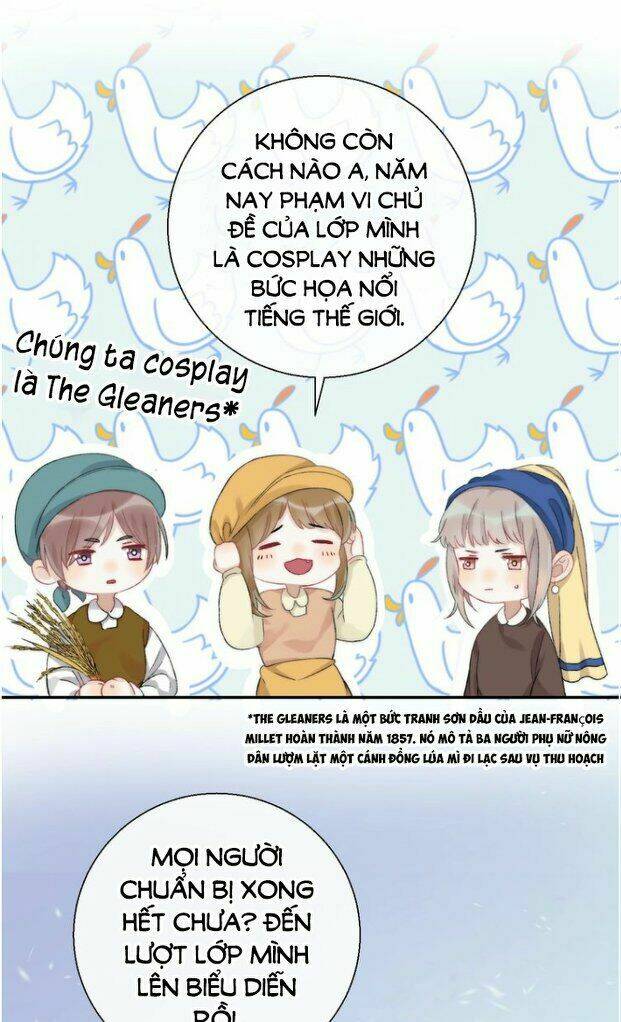 KHÔNG CÒN
CÁCH NÀO A, NĂM
NAY PHẠM VI CHỦ
ĐỀ CỦA LỚP MÌNH
LÀ COSPLAY NHỮNG
BỨC HỌA NỔI
TIẾNG THẾ GIỚI.
Chúng ta cosplay
là The Gleaners*
*THE GLEANERS LÀ MỘT BỨC TRANH SƠN DẦU CỦA JEAN-FRANçOIS
MILLET HOÀN THÀNH NĂM 1857. NÓ MÔ TẢ BA NGƯỜI PHỤ NỮ NÔNG
DÂN LƯỢM LẶT MỘT CÁNH ĐỒNG LÚA MÌ ĐI LẠC SAU VỤ THU HOẠCH
MỌI NGƯỜI
CHUẨN BỊ XONG
HẾT CHƯA? ĐẾN
LƯỢT LỚP MÌNH
LÊN BIỂU DIỄN
RỒI